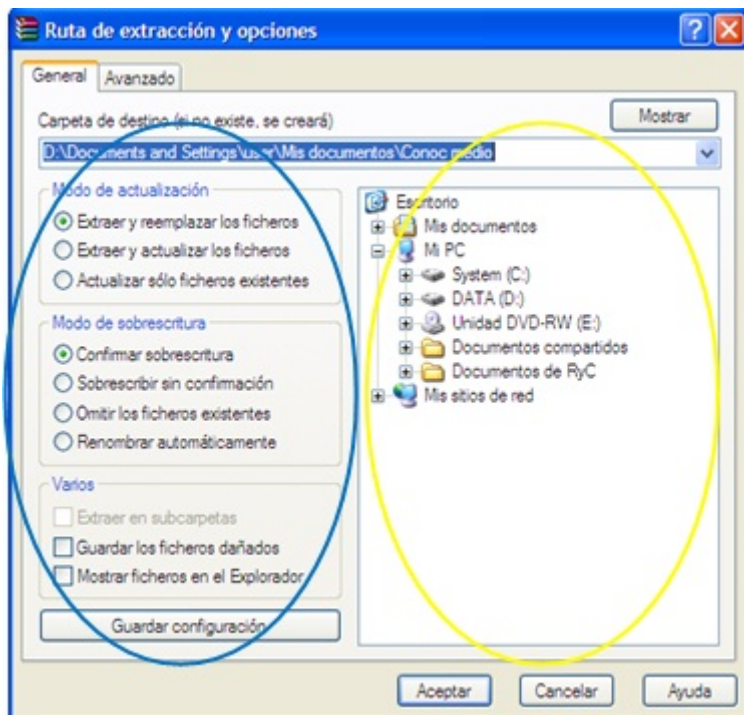 Ruta de extracción y opciones
General
Avanzado
Carpeta de destino (si no existe, se creará)
Mostrar
D:\Documents and Settings\user\Mis documentos\Conoc medio
Modo de actualización
Extraer y reemplazar los ficheros
Extraer y actualizar los ficheros
Actualizar sólo ficheros existentes
Modo de sobrescritura
Confirmar sobrescritura
Sobrescribir sin confirmación
Omitir los ficheros existentes
Renombrar automáticamente
Varios
Extraer en subcarpetas
Guardar los ficheros dañados
Mostrar ficheros en el Explorador
Guardar configuración
Escritorio
Mis documentos
Mi PC
System (C:)
DATA (D:)
Unidad DVD-RW (E:)
Documentos compartidos
Documentos de RyC
Mis sitios de red
Aceptar
Cancelar
Ayuda